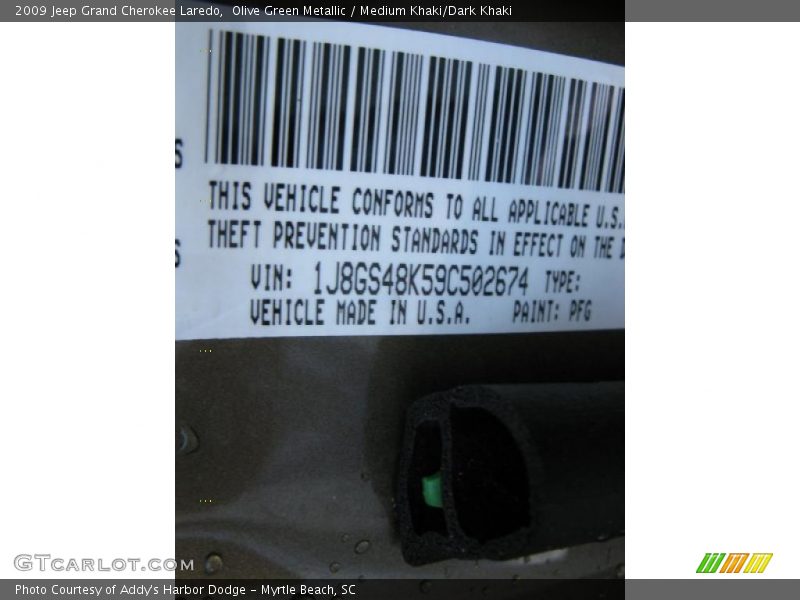 2009 Jeep Grand Cherokee Laredo,  Olive Green Metallic / Medium Khaki/Dark Khaki
THIS VEHICLE CONFORMS TO ALL APPLICABLE U.S.
THEFT PREVENTION STANDARDS IN EFFECT ON THE
VIN: 1J8GS48K59C502674 TYPE:
VEHICLE MADE IN U.S.A. PAINT: PFG
GTCARLOT.COM
Photo Courtesy of Addy's Harbor Dodge - Myrtle Beach, SC